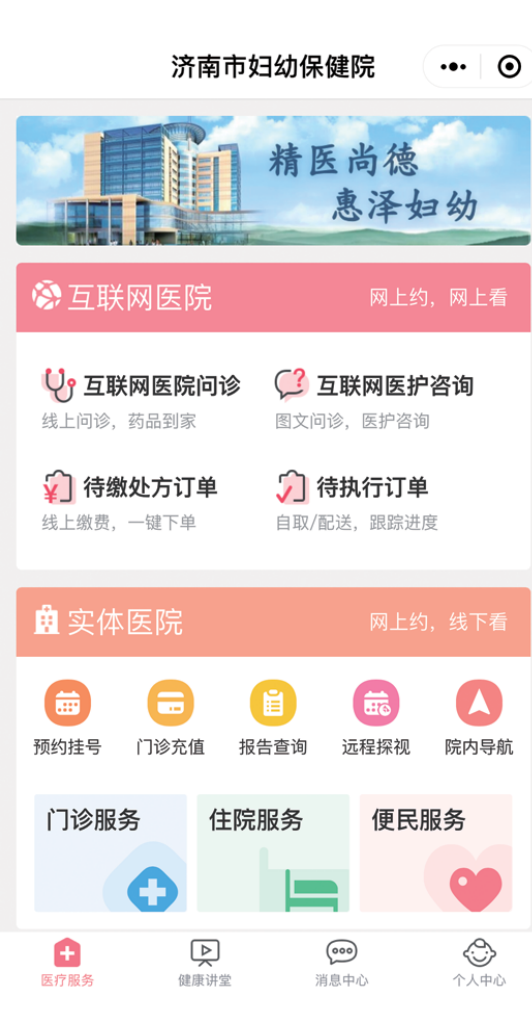 济南市妇幼保健院
精医尚德
惠泽妇幼
互联网医院
网上约，网上看
互联网医院问诊
线上问诊，药品到家
互联网医护咨询
图文问诊，医护咨询
待缴处方订单
线上缴费，一键下单
待执行订单
自取/配送，跟踪进度
实体医院
网上约，线下看
预约挂号
门诊充值
报告查询
远程探视
院内导航
门诊服务
住院服务
便民服务
医疗服务
健康讲堂
消息中心
个人中心